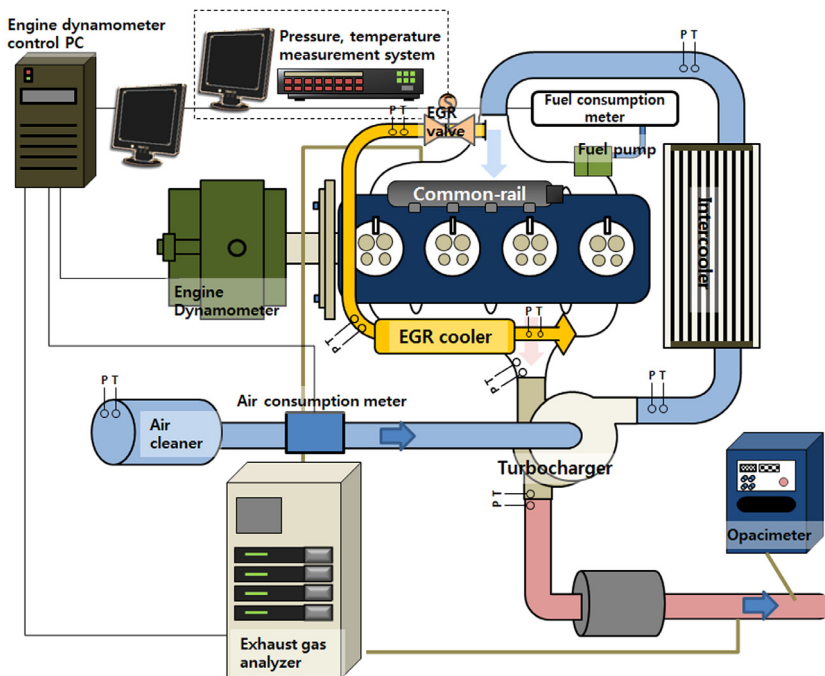 Engine dynamometer
control PC
Pressure, temperature
measurement system
P T
S
P T
EGR
valve
Fuel consumption
meter
Fuel pump
Common-rail
Intercooler
Engine
Dynamometer
P T
EGR cooler
P T
P T
P T
P T
Air consumption meter
Air
cleaner
Turbocharger
P T
Opacimeter
Exhaust gas
analyzer